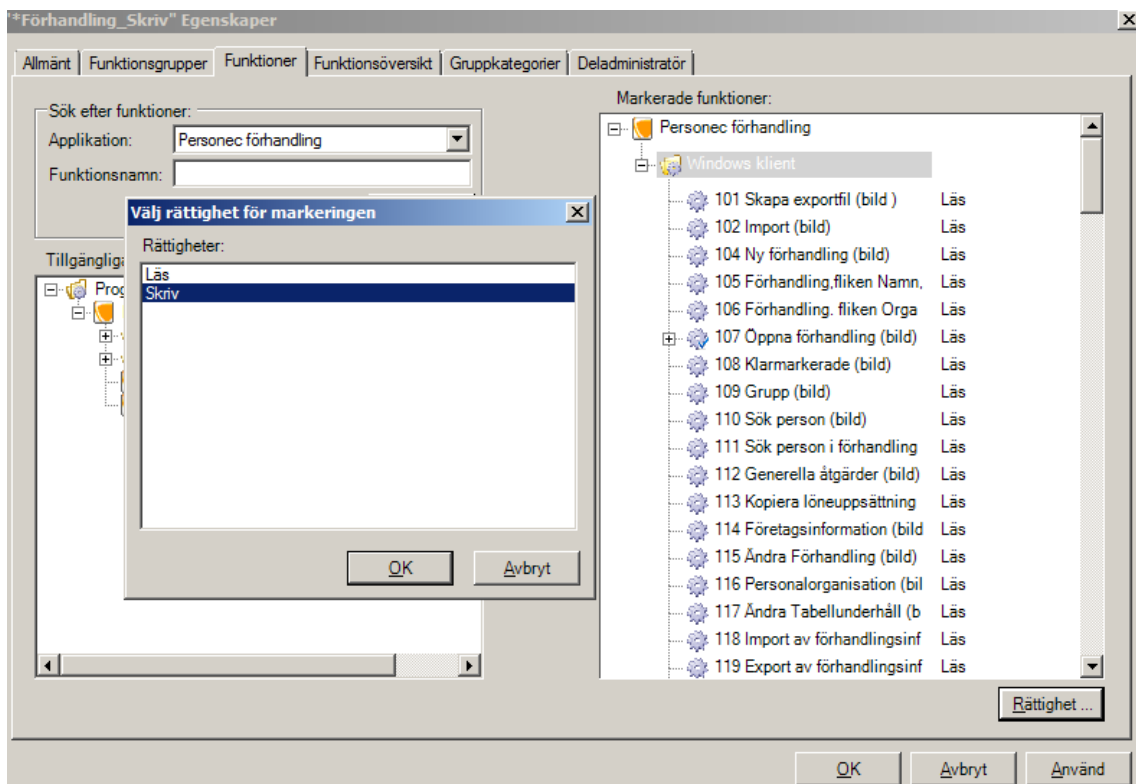 "*Förhandling_Skriv" Egenskaper
Allmänt Funktionsgrupper Funktioner Funktionsöversikt Gruppkategorier Deladministratör
Sök efter funktioner:
Applikation: Personec förhandling
Funktionsnamn:
Tillgängliga
Prog
Välj rättighet för markeringen
Rättigheter:
Läs
Skriv
OK Avbryt
Markerade funktioner:
Personec förhandling
Windows klient
101 Skapa exportfil (bild ) Läs
102 Import (bild) Läs
104 Ny förhandling (bild) Läs
105 Förhandling,fliken Namn, Läs
106 Förhandling. fliken Orga Läs
107 Öppna förhandling (bild) Läs
108 Klarmarkerade (bild) Läs
109 Grupp (bild) Läs
110 Sök person (bild) Läs
111 Sök person i förhandling Läs
112 Generella åtgärder (bild) Läs
113 Kopiera löneuppsättning Läs
114 Företagsinformation (bild Läs
115 Ändra Förhandling (bild) Läs
116 Personalorganisation (bil Läs
117 Ändra Tabellunderhåll (b Läs
118 Import av förhandlingsinf Läs
119 Export av förhandlingsinf Läs
Rättighet ...
OK Avbryt Använd